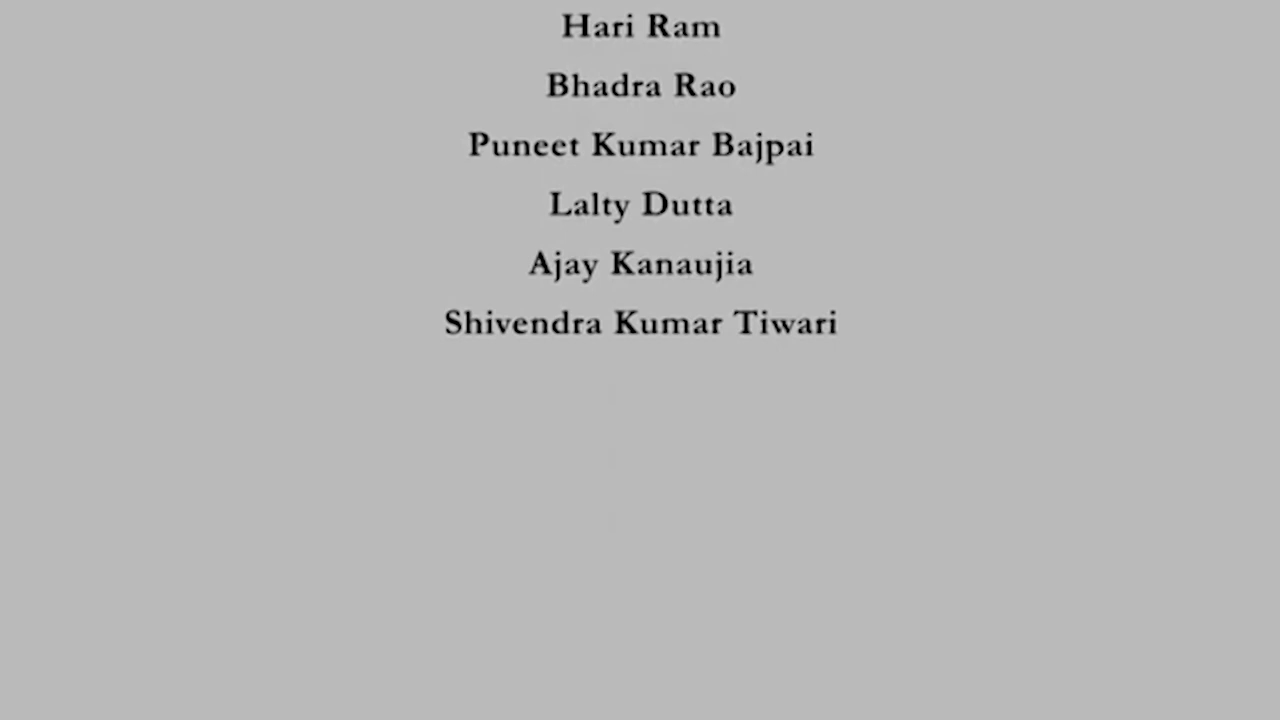 Hari Ram
Bhadra Rao
Puneet Kumar Bajpai
Lalty Dutta
Ajay Kanaujia
Shivendra Kumar Tiwari